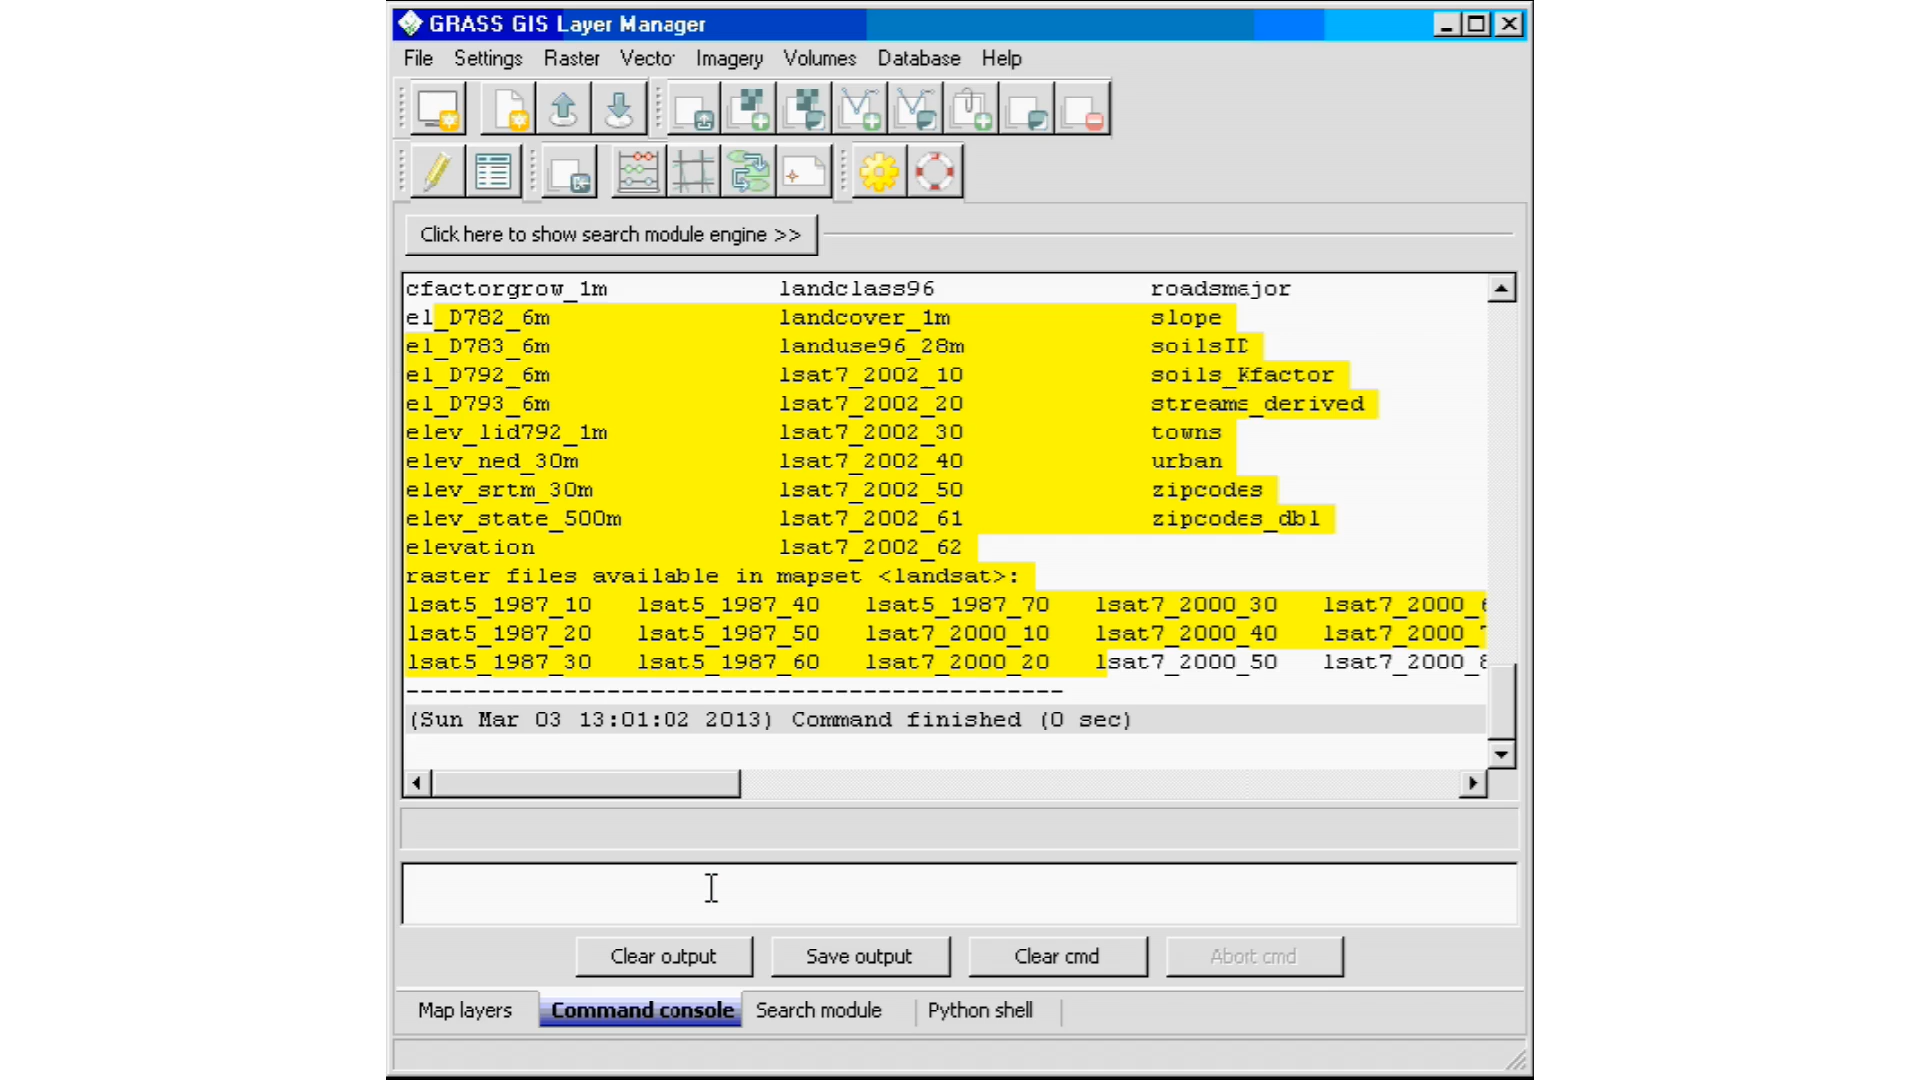 GRASS GIS Layer Manager
File Settings Raster Vector Imagery Volumes Database Help
Click here to show search module engine >>
cfactorgrow_1m landclass96 roadsmajor
el_D782_6m landcover_1m slope
el_D783_6m landuse96_28m soilsID
el_D792_6m lsat7_2002_10 soils_Kfactor
el_D793_6m lsat7_2002_20 streams_derived
elev_lid792_1m lsat7_2002_30 towns
elev_ned_30m lsat7_2002_40 urban
elev_srtm_30m lsat7_2002_50 zipcodes
elev_state_500m lsat7_2002_61 zipcodes_dbl
elevation lsat7_2002_62
raster files available in mapset <landsat>:
lsat5_1987_10 lsat5_1987_40 lsat5_1987_70 lsat7_2000_30 lsat7_2000_6
lsat5_1987_20 lsat5_1987_50 lsat7_2000_10 lsat7_2000_40 lsat7_2000_7
lsat5_1987_30 lsat5_1987_60 lsat7_2000_20 lsat7_2000_50 lsat7_2000_8
----------------------------------------------
(Sun Mar 03 13:01:02 2013) Command finished (0 sec)
Clear output Save output Clear cmd Abort cmd
Map layers Command console Search module Python shell